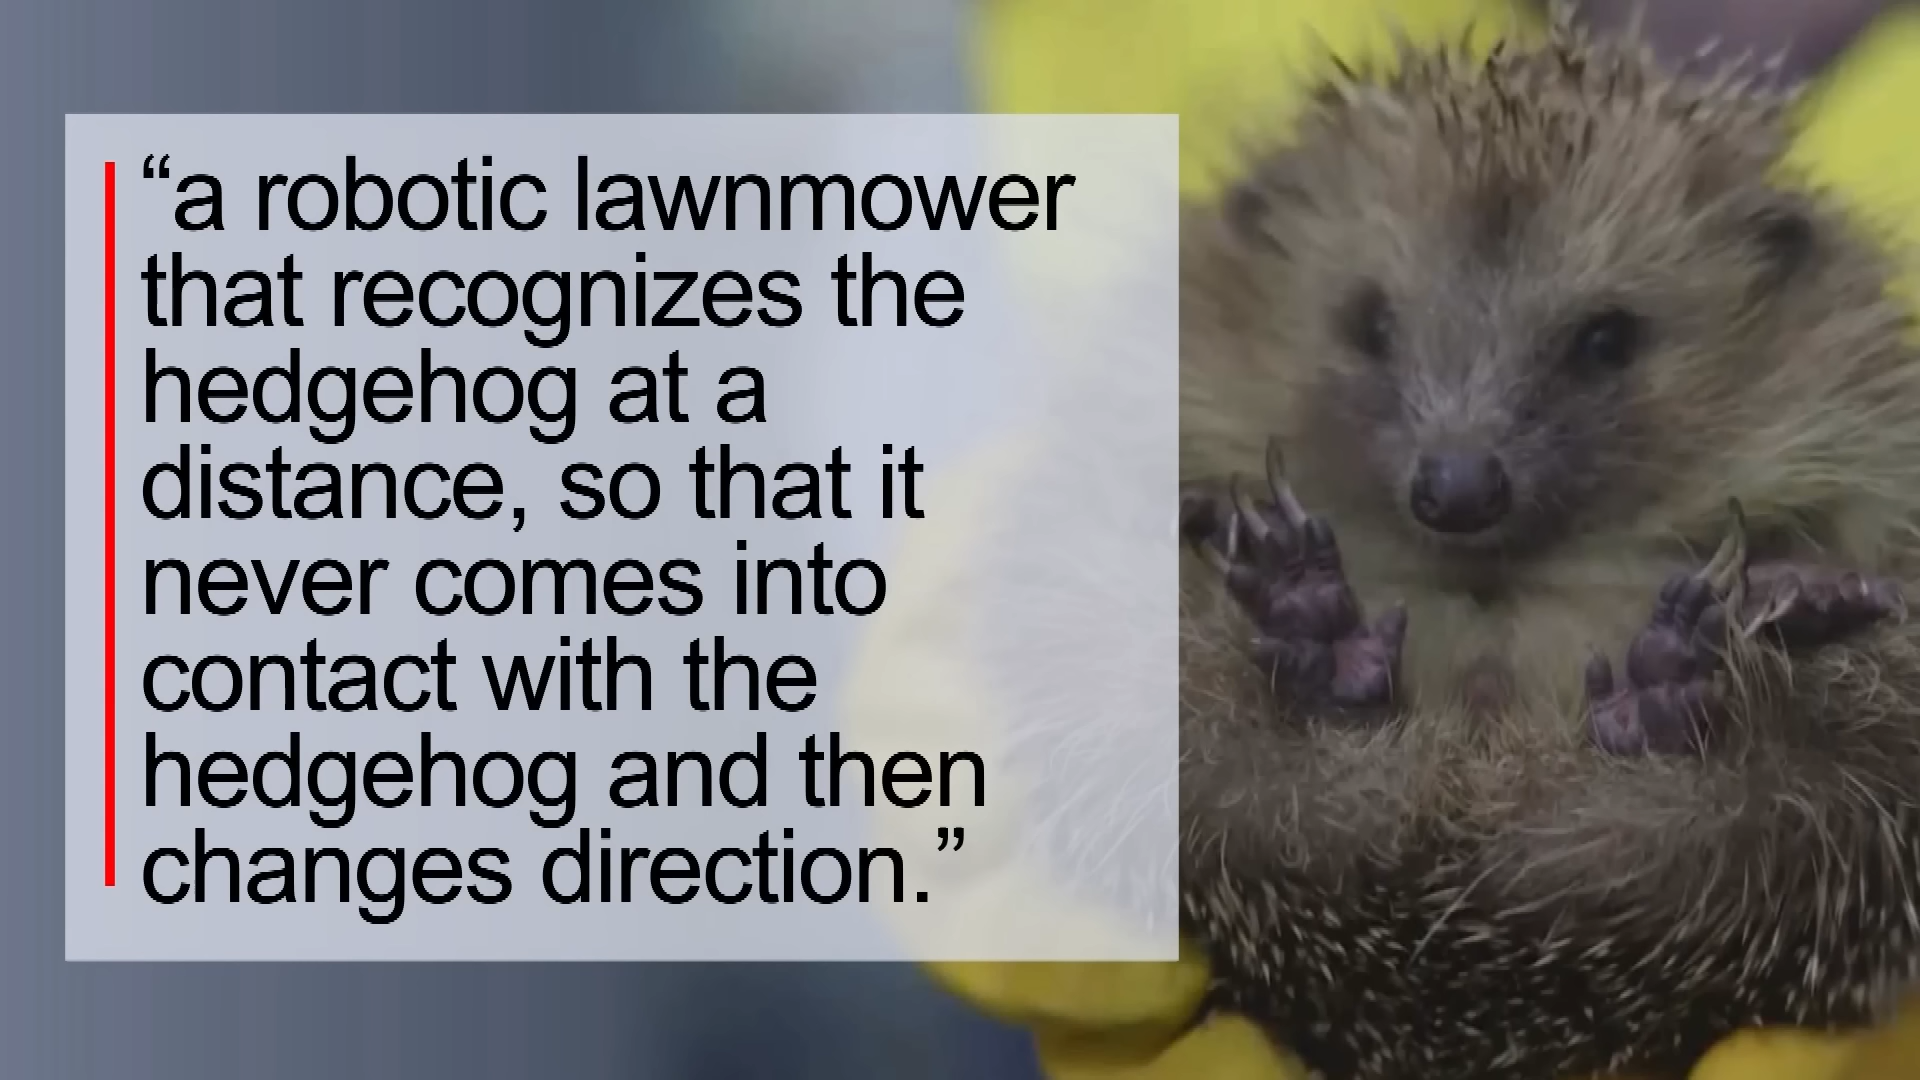 “a robotic lawnmower
that recognizes the
hedgehog at a
distance, so that it
never comes into
contact with the
hedgehog and then
changes direction.”